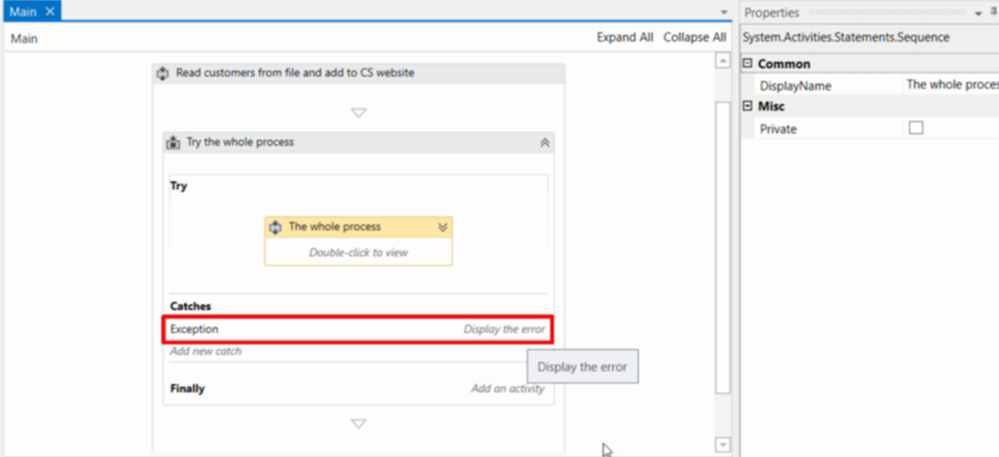 Main
Properties
Main
Expand All Collapse All
System.Activities.Statements.Sequence
Common
DisplayName The whole proces
Misc
Private
Read customers from file and add to CS website
Try the whole process
Try
The whole process
Double-click to view
Catches
Exception Display the error
Add new catch
Display the error
Finally Add an activity